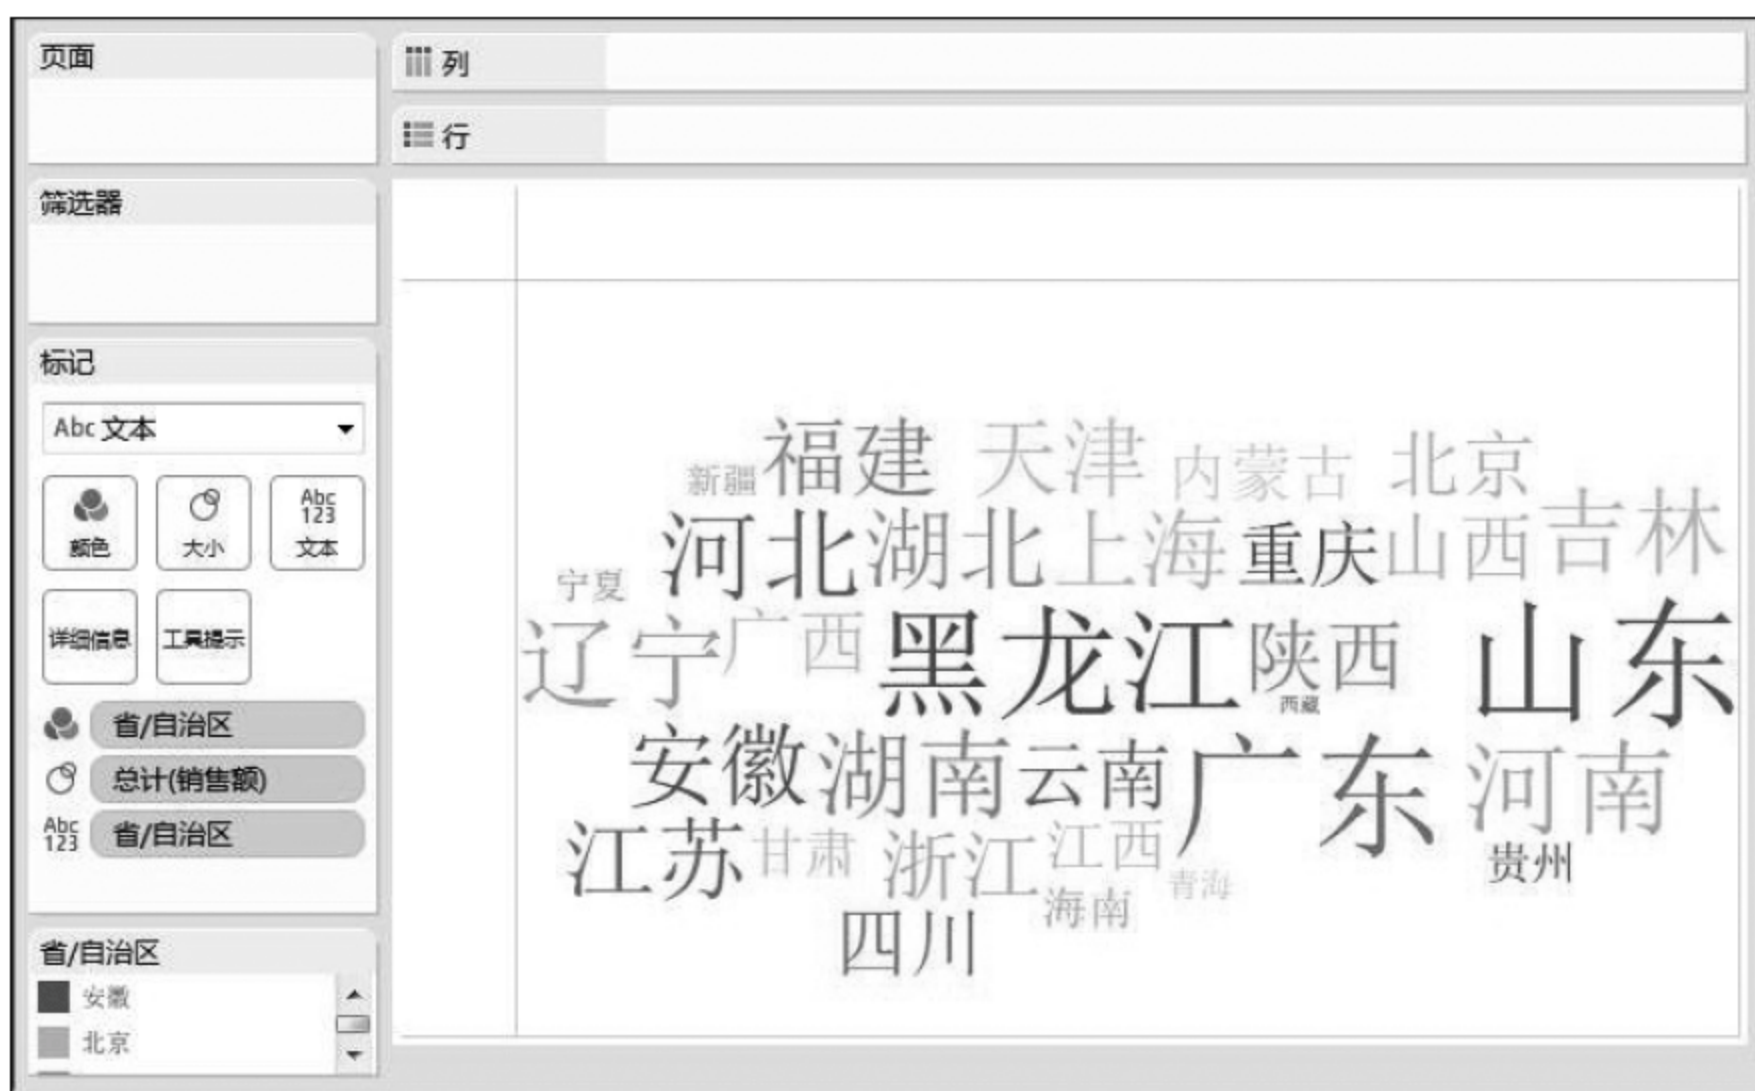 页面
列
行
筛选器
标记
Abc 文本
颜色
大小
Abc
123
文本
详细信息
工具提示
省/自治区
总计(销售额)
Abc
123
省/自治区
省/自治区
安徽
北京
新疆 福建 天津 内蒙古 北京
宁夏 河北 湖北 上海 重庆 山西 吉林
辽宁 广西 黑龙江 陕西 山东
西藏
安徽 湖南 云南 广东 河南
江苏 甘肃 浙江 江西 青海 贵州
四川 海南